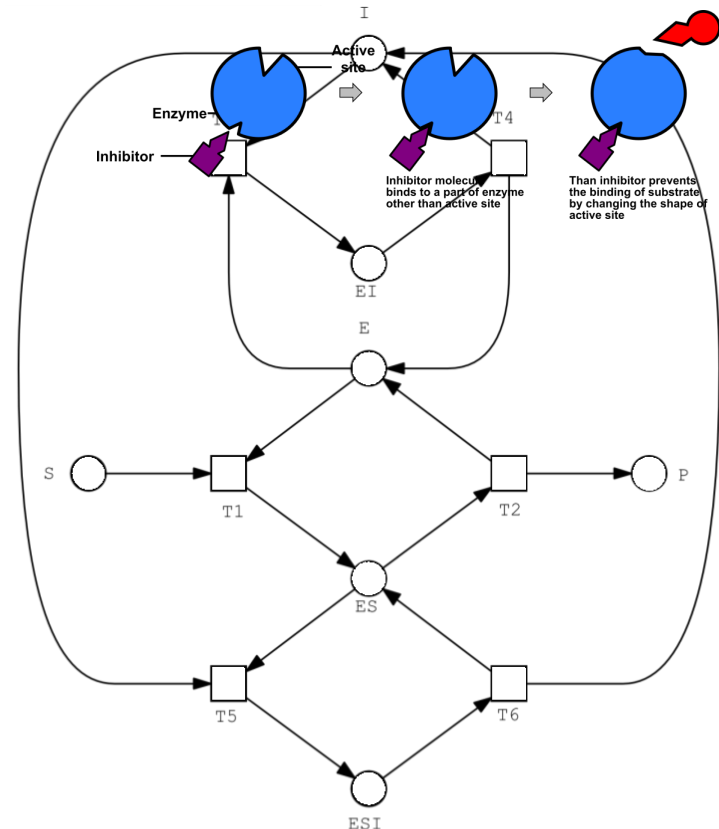 I
Active
site
Enzyme
T4
Inhibitor
Inhibitor molecu
binds to a part of enzyme
other than active site
Than inhibitor prevents
the binding of substrate
by changing the shape of
active site
EI
E
S
P
T1
T2
ES
T5
T6
ESI